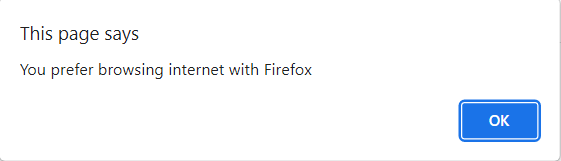 This page says
You prefer browsing internet with Firefox
OK